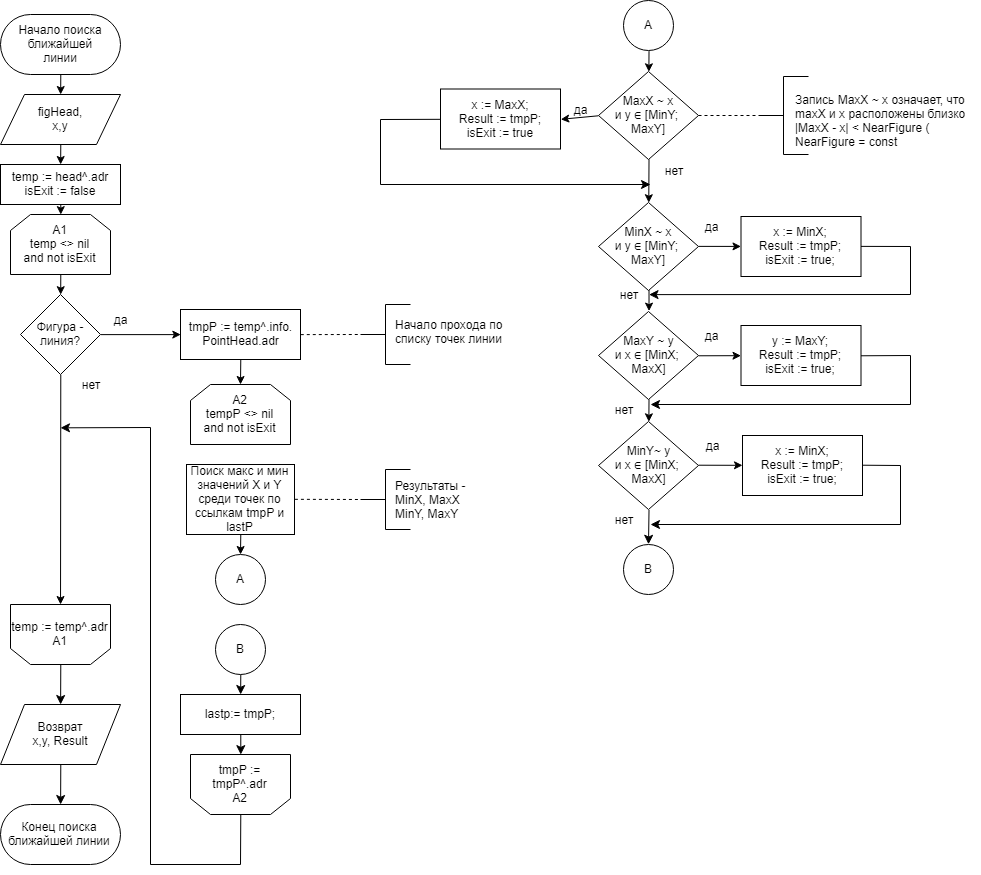 Начало поиска
ближайшей
линии
figHead,
x,y
temp := head^.adr
isExit := false
A1
temp <> nil
and not isExit
Фигура -
линия?
да
нет
tmpP := temp^.info.
PointHead.adr
Начало прохода по
списку точек линии
A2
tempP <> nil
and not isExit
Поиск макс и мин
значений X и Y
среди точек по
ссылкам tmpP и
lastP
Результаты -
MinX, MaxX
MinY, MaxY
A
B
lastp:= tmpP;
tmpP :=
tmpP^.adr
A2
temp := temp^.adr
A1
Возврат
x,y, Result
Конец поиска
ближайшей линии
A
MaxX ~ x
и y ∈ [MinY;
MaxY]
да
x := MaxX;
Result := tmpP;
isExit := true
Запись MaxX ~ x означает, что
maxX и x расположены близко
|MaxX - x| < NearFigure (
NearFigure = const
нет
MinX ~ x
и y ∈ [MinY;
MaxY]
да
x := MinX;
Result := tmpP;
isExit := true;
нет
MaxY ~ y
и x ∈ [MinX;
MaxX]
да
y := MaxY;
Result := tmpP;
isExit := true;
нет
MinY~ y
и x ∈ [MinX;
MaxX]
да
x := MinX;
Result := tmpP;
isExit := true;
нет
B